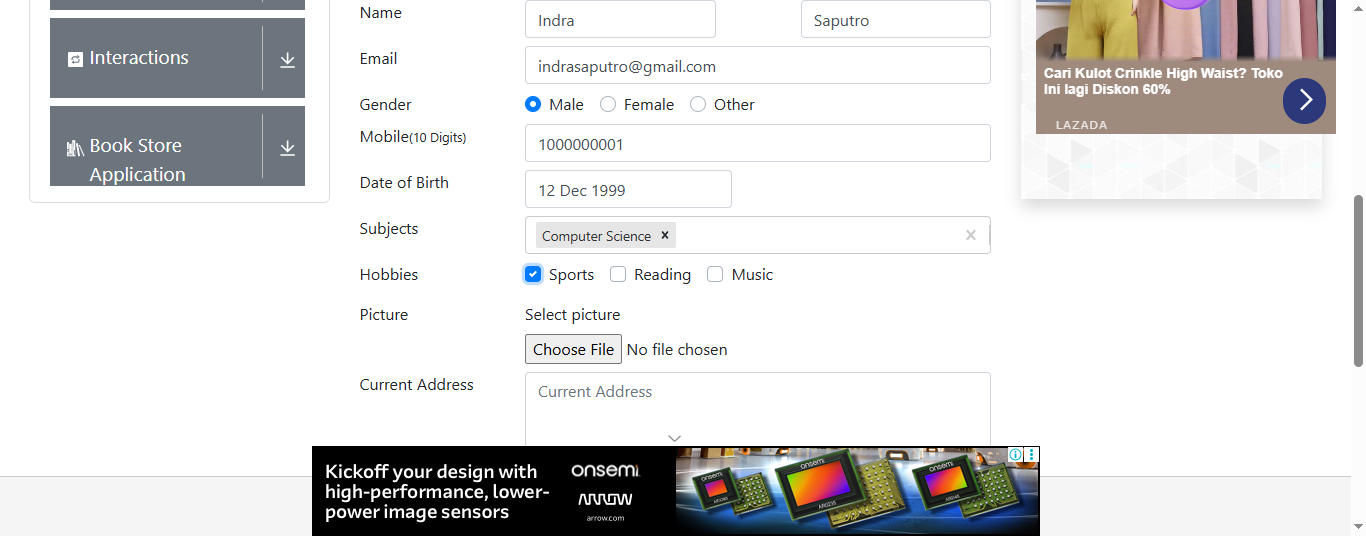 Interactions
Book Store
Application
Name
Indra
Saputro
Email
indrasaputro@gmail.com
Gender
Male
Female
Other
Mobile(10 Digits)
1000000001
Date of Birth
12 Dec 1999
Subjects
Computer Science
Hobbies
Sports
Reading
Music
Picture
Select picture
Choose File No file chosen
Current Address
Current Address
Cari Kulot Crinkle High Waist? Toko
Ini lagi Diskon 60%
LAZADA
Kickoff your design with
high-performance, lower-
power image sensors
onsemi
ARROW
arrow.com
onsemi
onsemi